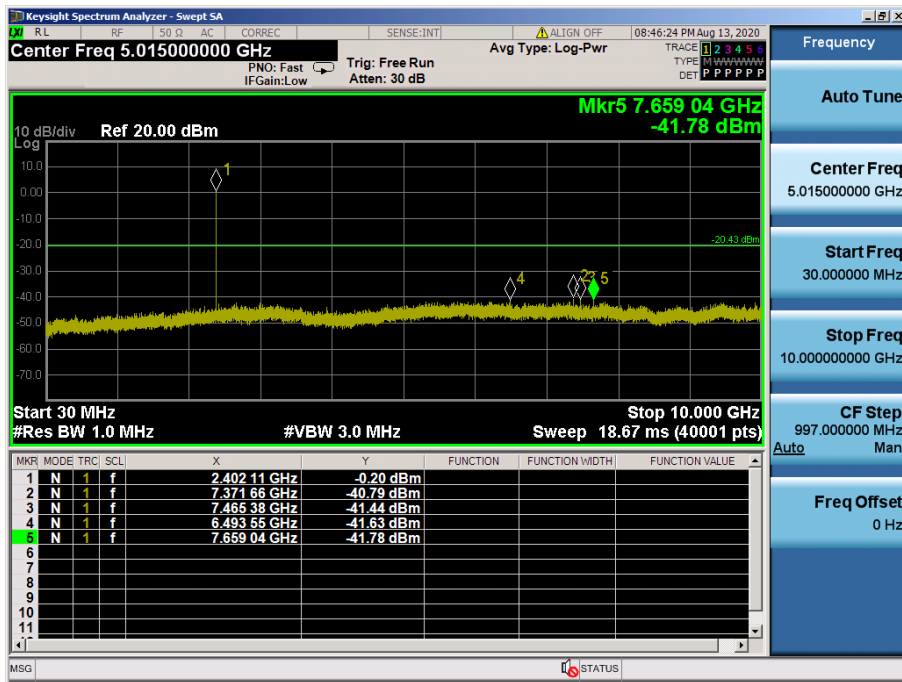 Keysight Spectrum Analyzer - Swept SA
LXI RL RF 50 Ω AC CORREC SENSE:INT ALIGN OFF 08:46:24 PM Aug 13, 2020
Center Freq 5.015000000 GHz
PNO: Fast
IFGain:Low
Trig: Free Run
Atten: 30 dB
Avg Type: Log-Pwr
TRACE 1 2 3 4 5 6
TYPE M WWWWW
DET P P P P P P
Mkr5 7.659 04 GHz
-41.78 dBm
10 dB/div
Log
Ref 20.00 dBm
10.0
0.00
-10.0
-20.0
-30.0
-40.0
-50.0
-60.0
-70.0
1
-20.43 dBm
4
2
5
Start 30 MHz
Stop 10.000 GHz
#Res BW 1.0 MHz
#VBW 3.0 MHz
Sweep 18.67 ms (40001 pts)
MKR MODE TRC SCL X Y FUNCTION FUNCTION WIDTH FUNCTION VALUE
1 N 1 f 2.402 11 GHz -0.20 dBm
2 N 1 f 7.371 66 GHz -40.79 dBm
3 N 1 f 7.465 38 GHz -41.44 dBm
4 N 1 f 6.493 55 GHz -41.63 dBm
5 N 1 f 7.659 04 GHz -41.78 dBm
6
7
8
9
10
11
MSG
STATUS
Frequency
Auto Tune
Center Freq
5.015000000 GHz
Start Freq
30.000000 MHz
Stop Freq
10.000000000 GHz
CF Step
997.000000 MHz
Auto Man
Freq Offset
0 Hz